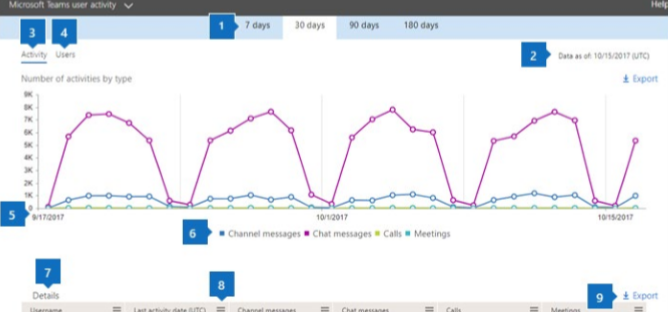 Microsoft Teams user activity
Help
1 7 days 30 days 90 days 180 days
3 4
Activity Users
2 Data as of: 10/15/2017 (UTC)
Number of activities by type
Export
9K
8K
7K
6K
5K
4K
3K
2K
1K
0
5 9/17/2017 10/1/2017 10/15/2017
6 Channel messages Chat messages Calls Meetings
7
8
Details
9 Export
Username Last activity date (UTC) Channel messages Chat messages Calls Meetings